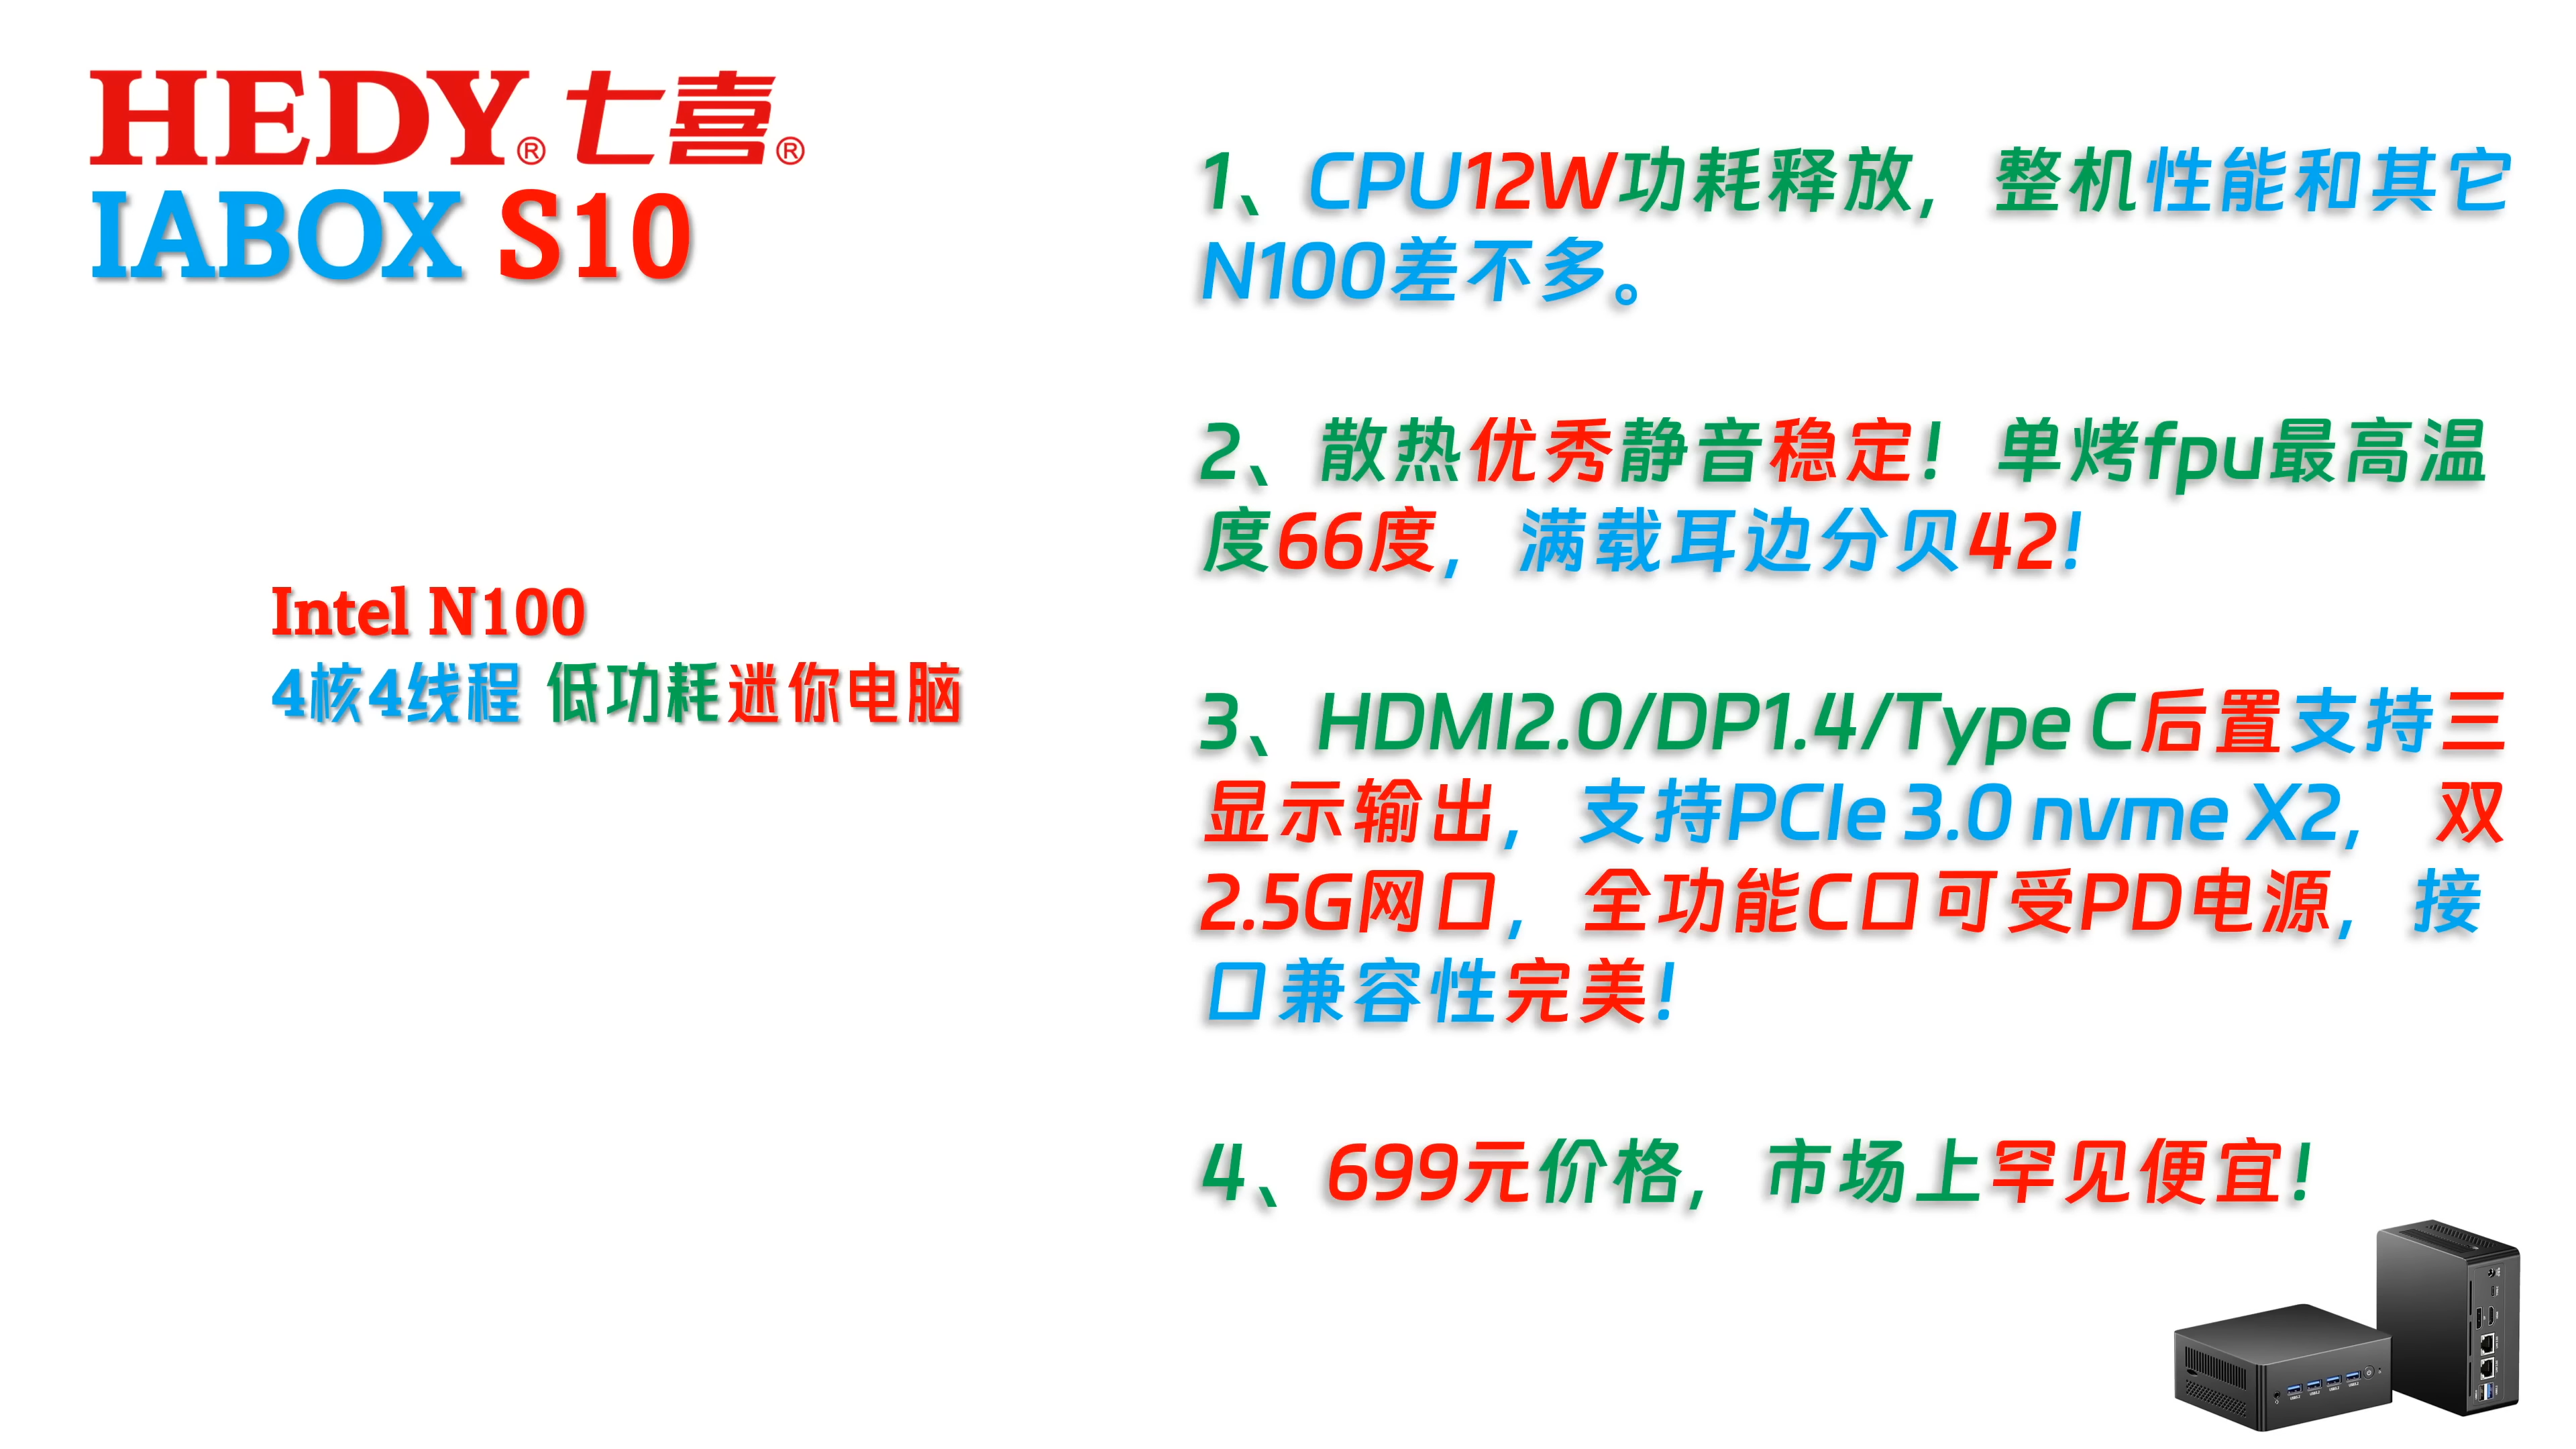 HEDY® 七喜®
IABOX S10
Intel N100
4核4线程 低功耗迷你电脑
1、CPU12W功耗释放，整机性能和其它
N100差不多。
2、散热优秀静音稳定！单烤fpu最高温
度66度，满载耳边分贝42！
3、HDMI2.0/DP1.4/Type C后置支持三
显示输出，支持PCIe 3.0 nvme X2，双
2.5G网口，全功能C口可受PD电源，接
口兼容性完美！
4、699元价格，市场上罕见便宜！